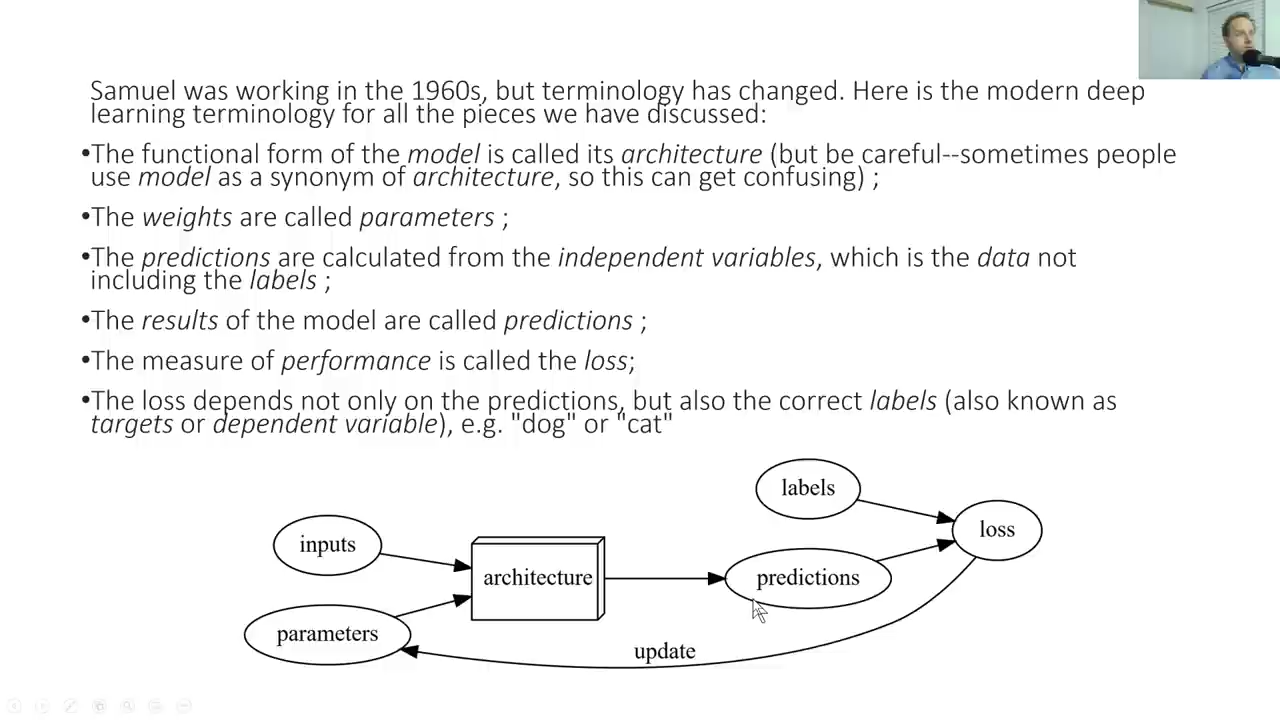 Samuel was working in the 1960s, but terminology has changed. Here is the modern deep
learning terminology for all the pieces we have discussed:
•The functional form of the model is called its architecture (but be careful--sometimes people
use model as a synonym of architecture, so this can get confusing) ;
•The weights are called parameters ;
•The predictions are calculated from the independent variables, which is the data not
including the labels ;
•The results of the model are called predictions ;
•The measure of performance is called the loss;
•The loss depends not only on the predictions, but also the correct labels (also known as
targets or dependent variable), e.g. "dog" or "cat"
labels
loss
inputs
architecture
predictions
parameters
update